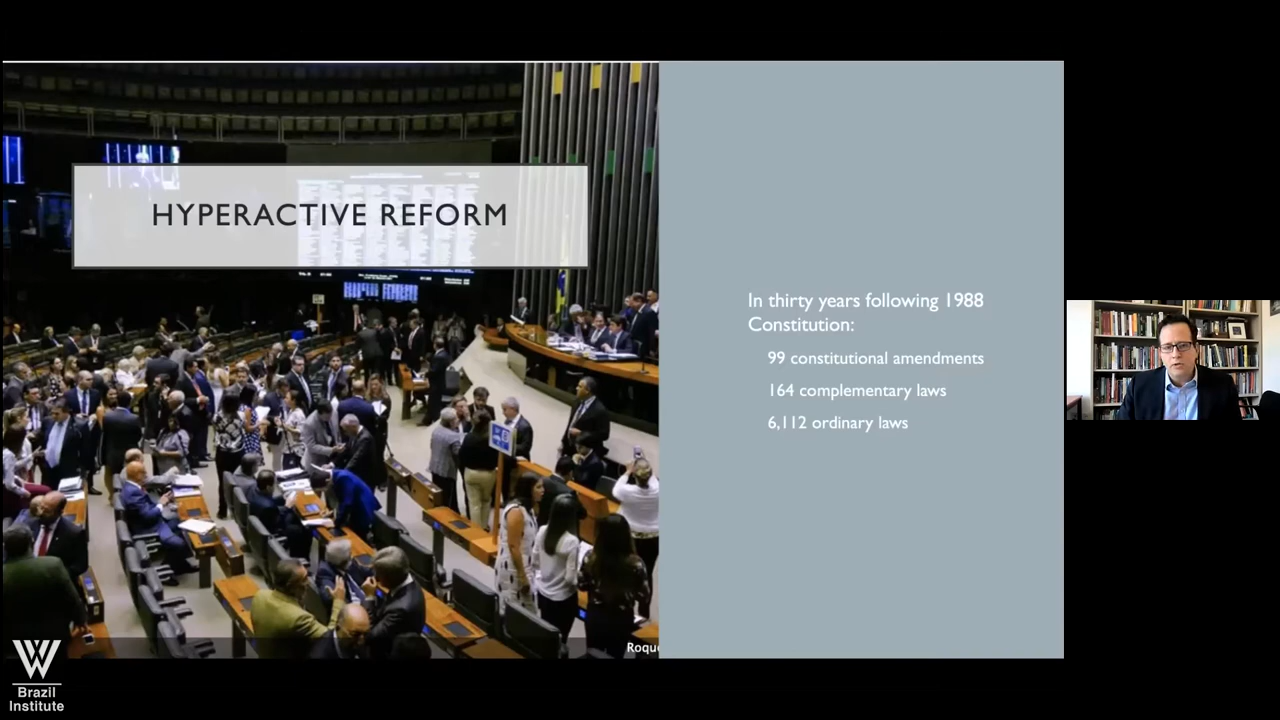 HYPERACTIVE REFORM
In thirty years following 1988
Constitution:
99 constitutional amendments
164 complementary laws
6,112 ordinary laws
Roque
W
Brazil
Institute